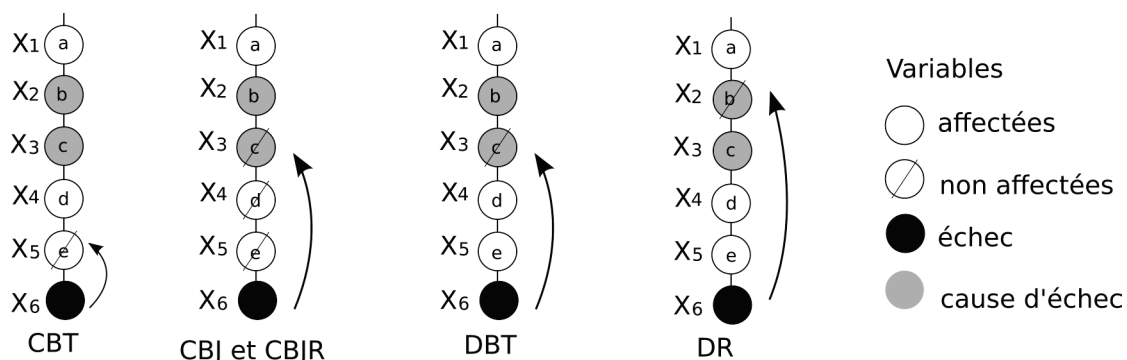 X1 a
X2 b
X3 c
X4 d
X5 e
X6
CBT
X1 a
X2 b
X3 c
X4 d
X5 e
X6
CBJ et CBJR
X1 a
X2 b
X3 c
X4 d
X5 e
X6
DBT
X1 a
X2 b
X3 c
X4 d
X5 e
X6
DR
Variables
affectées
non affectées
échec
cause d'échec